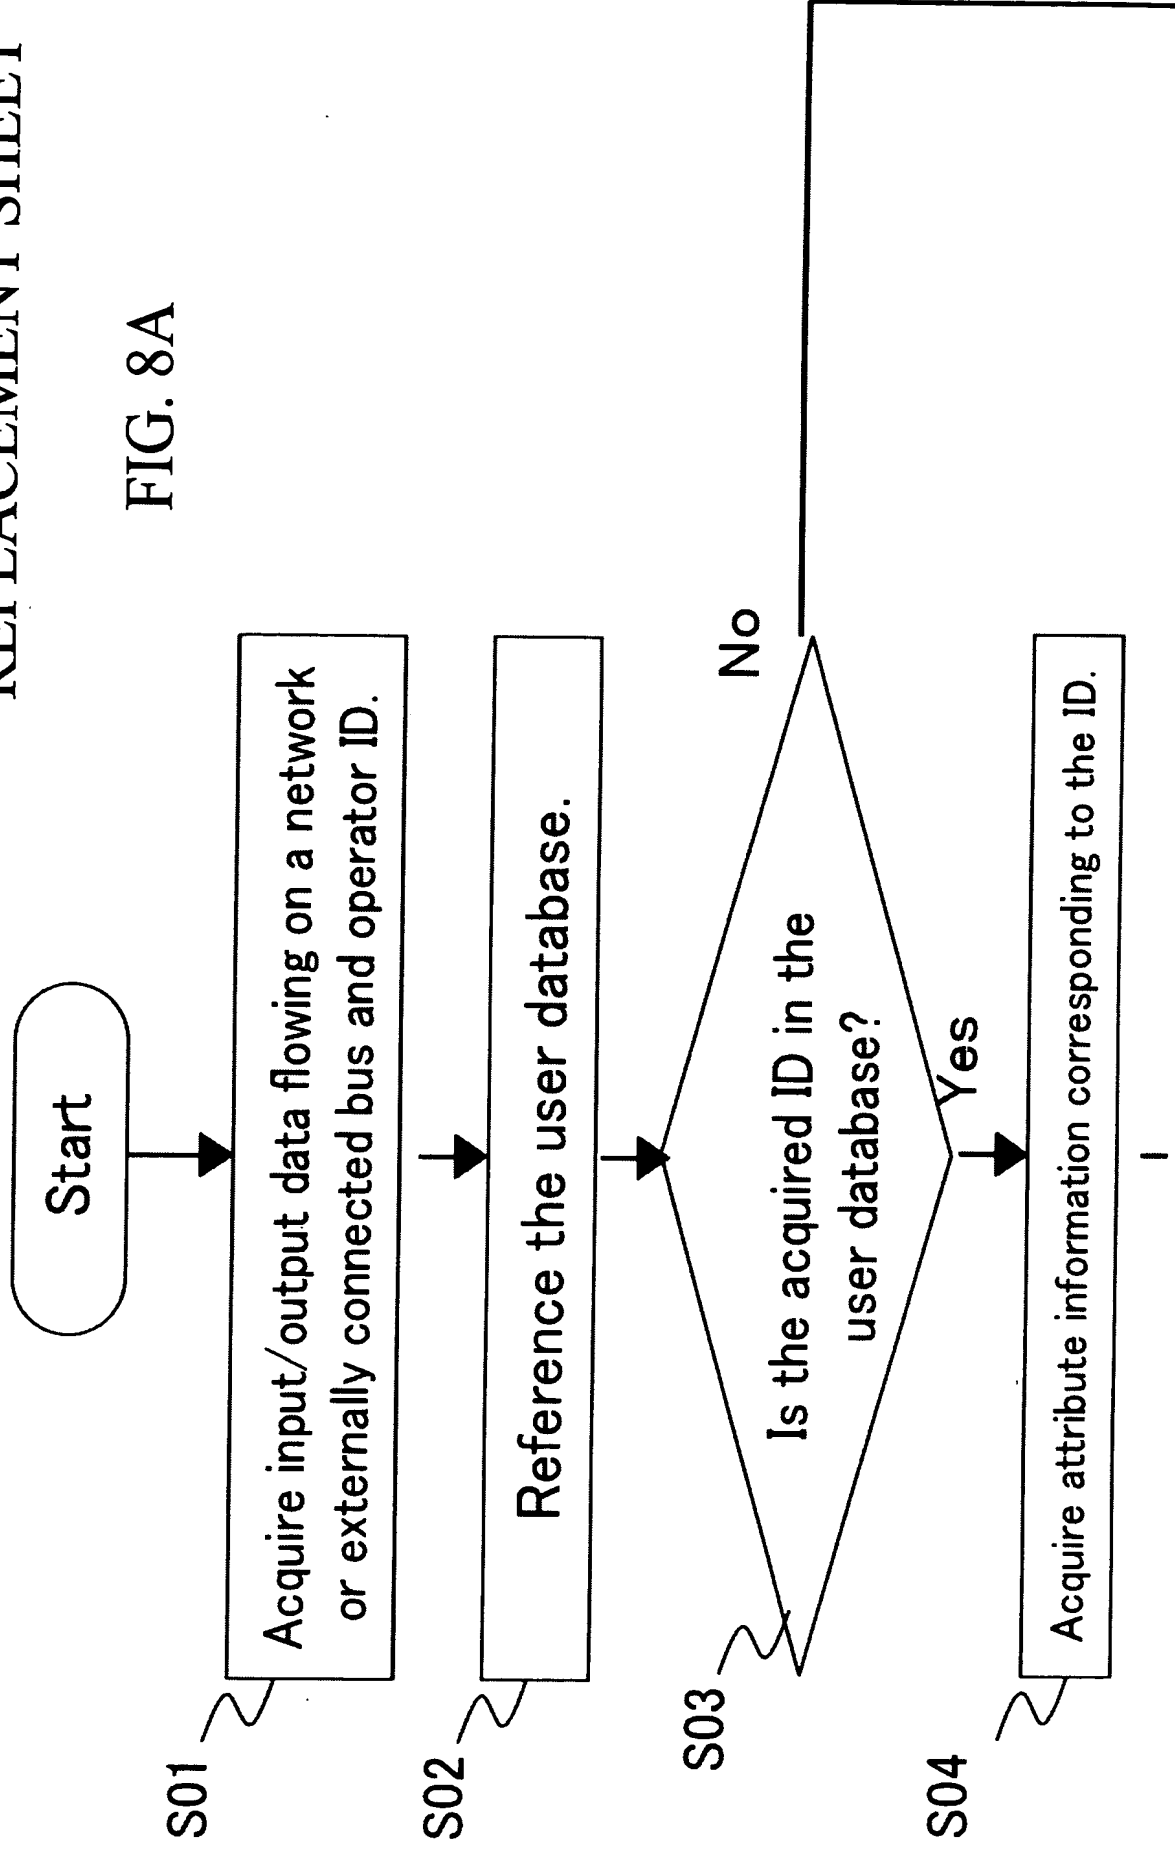 REPLACEMENT SHEET
FIG. 8A
Start
S01
Acquire input/output data flowing on a network
or externally connected bus and operator ID.
S02
Reference the user database.
S03
Is the acquired ID in the
user database?
No
Yes
S04
Acquire attribute information corresponding to the ID.